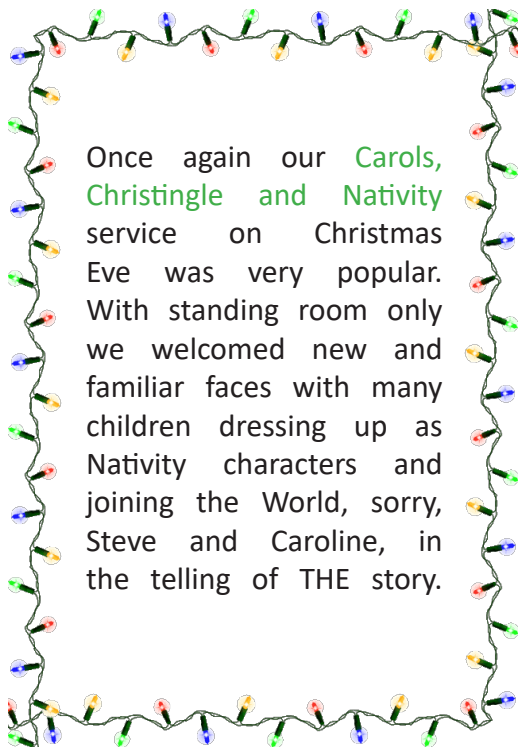 Once again our Carols,
Christingle and Nativity
service on Christmas
Eve was very popular.
With standing room only
we welcomed new and
familiar faces with many
children dressing up as
Nativity characters and
joining the World, sorry,
Steve and Caroline, in
the telling of THE story.